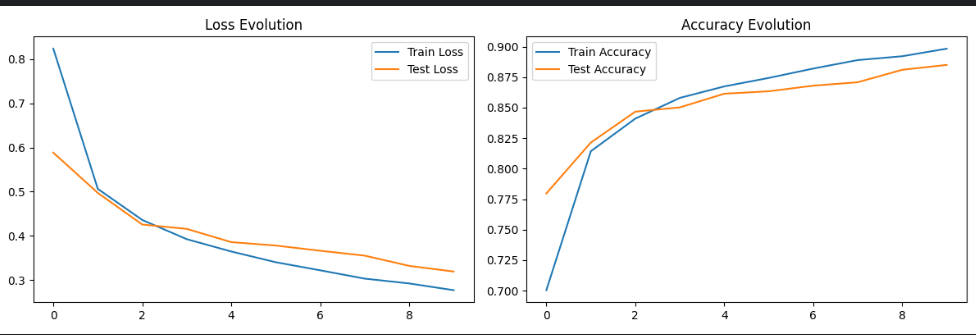 Loss Evolution
Train Loss
Test Loss
0.8
0.7
0.6
0.5
0.4
0.3
0 2 4 6 8
Accuracy Evolution
Train Accuracy
Test Accuracy
0.900
0.875
0.850
0.825
0.800
0.775
0.750
0.725
0.700
0 2 4 6 8